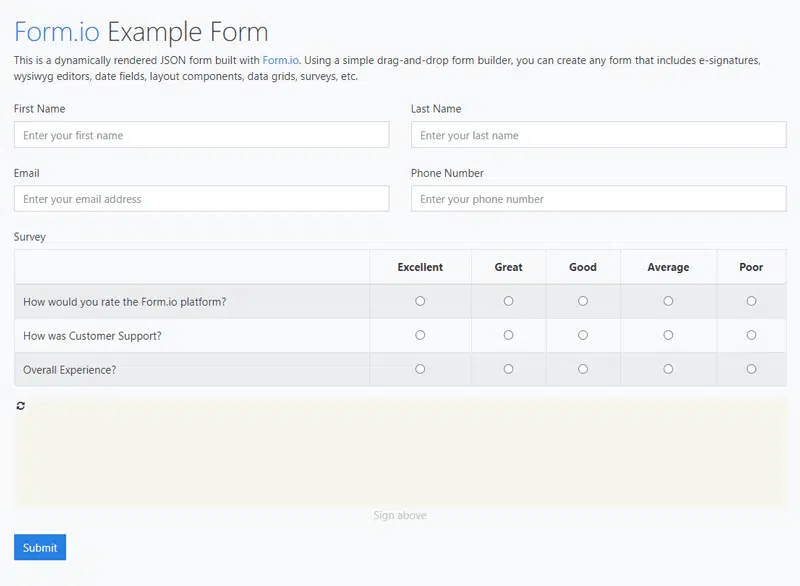 Form.io Example Form
This is a dynamically rendered JSON form built with Form.io. Using a simple drag-and-drop form builder, you can create any form that includes e-signatures,
wysiwyg editors, date fields, layout components, data grids, surveys, etc.
First Name Last Name
Enter your first name Enter your last name
Email Phone Number
Enter your email address Enter your phone number
Survey
Excellent Great Good Average Poor
How would you rate the Form.io platform?
How was Customer Support?
Overall Experience?
Sign above
Submit